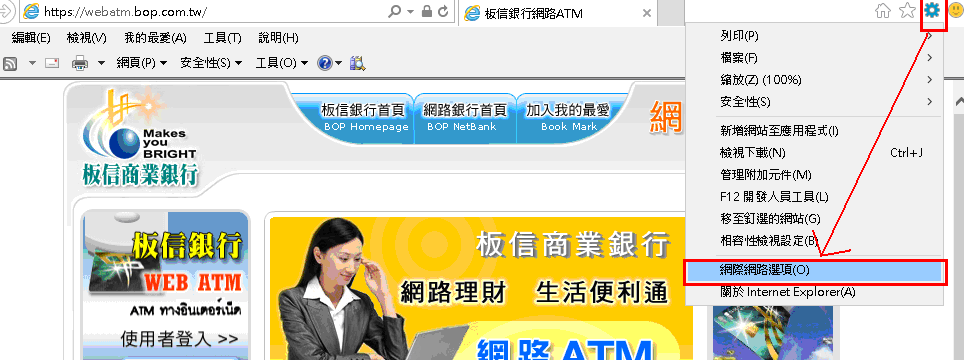 https://webatm.bop.com.tw/
板信銀行網路ATM
編輯(E) 檢視(V) 我的最愛(A) 工具(T) 說明(H)
網頁(P) 安全性(S) 工具(O)
列印(P)
檔案(F)
縮放(Z) (100%)
安全性(S)
新增網站至應用程式(I)
檢視下載(N) Ctrl+J
管理附加元件(M)
F12 開發人員工具(L)
移至釘選的網站(G)
相容性檢視設定(B)
網際網路選項(O)
關於 Internet Explorer(A)
Makes
you
BRIGHT
板信商業銀行
板信銀行首頁
BOP Homepage
網路銀行首頁
BOP NetBank
加入我的最愛
Book Mark
網
板信銀行
WEB ATM
ATM ทางอินเตอร์เน็ต
使用者登入 >>
板信商業銀行
網路理財 生活便利通
網路ATM